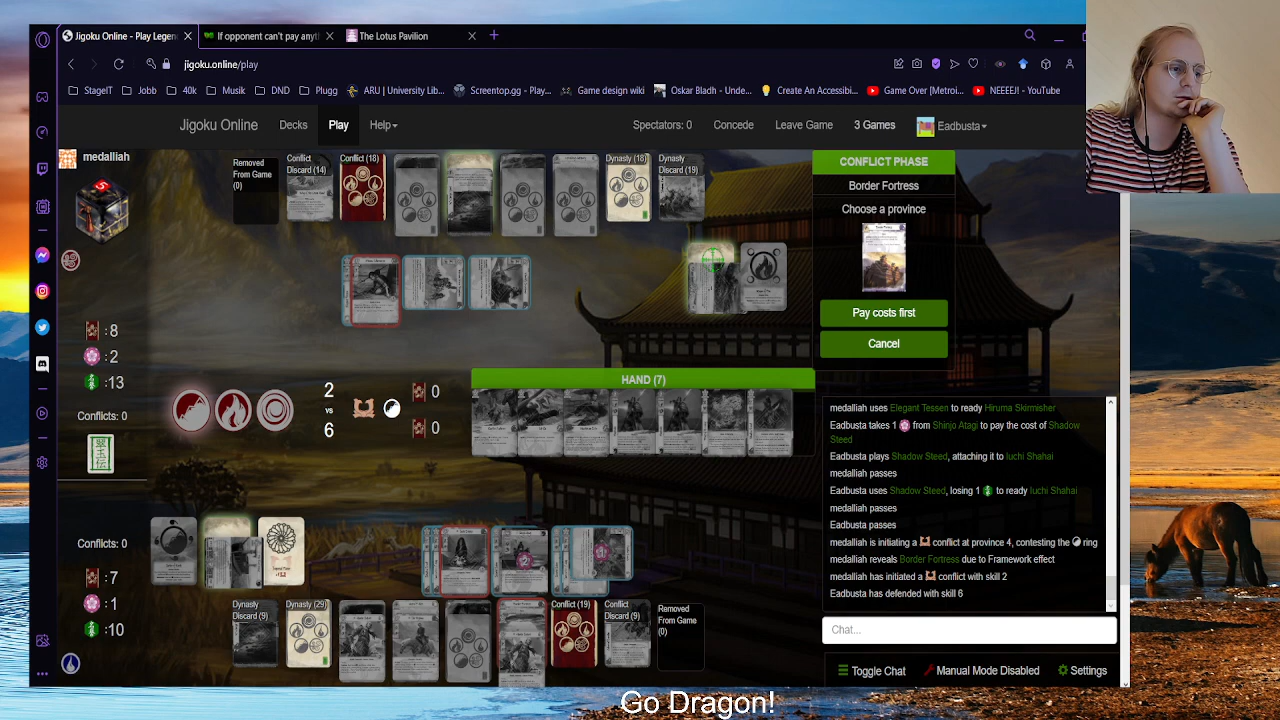 Jigoku Online - Play Legen
If opponent can't pay anyt
The Lotus Pavilion
jigoku.online/play
StageIT
Jobb
40k
Musik
DND
Plugg
ARU | University Lib...
Screentop.gg - Play...
Game design wiki
Oskar Bladh - Unde...
Create An Accessibi...
Game Over [Metroi...
NEEEEJ! - YouTube
Jigoku Online
Decks
Play
Help
Spectators: 0
Concede
Leave Game
3 Games
Eadbusta
medalliah
Removed From Game (0)
Conflict Discard (14)
Conflict (18)
Dynasty (18)
Dynasty Discard (19)
CONFLICT PHASE
Border Fortress
Choose a province
Pay costs first
Cancel
:8
:2
:13
Conflicts: 0
2
vs
6
0
0
HAND (7)
medalliah uses Elegant Tessen to ready Hiruma Skirmisher
Eadbusta takes 1 from Shinjo Atagi to pay the cost of Shadow
Steed
Eadbusta plays Shadow Steed, attaching it to Iuchi Shahai
medalliah passes
Eadbusta uses Shadow Steed, losing 1 to ready Iuchi Shahai
medalliah passes
Eadbusta passes
medalliah is initiating a conflict at province 4, contesting the ring
medalliah reveals Border Fortress due to Framework effect
medalliah has initiated a conflict with skill 2
Eadbusta has defended with skill 6
Chat...
Toggle Chat
Manual Mode Disabled
Settings
Conflicts: 0
:7
:1
:10
Dynasty Discard (9)
Dynasty (29)
Conflict (19)
Conflict Discard (9)
Removed From Game (0)
Go Dragon!